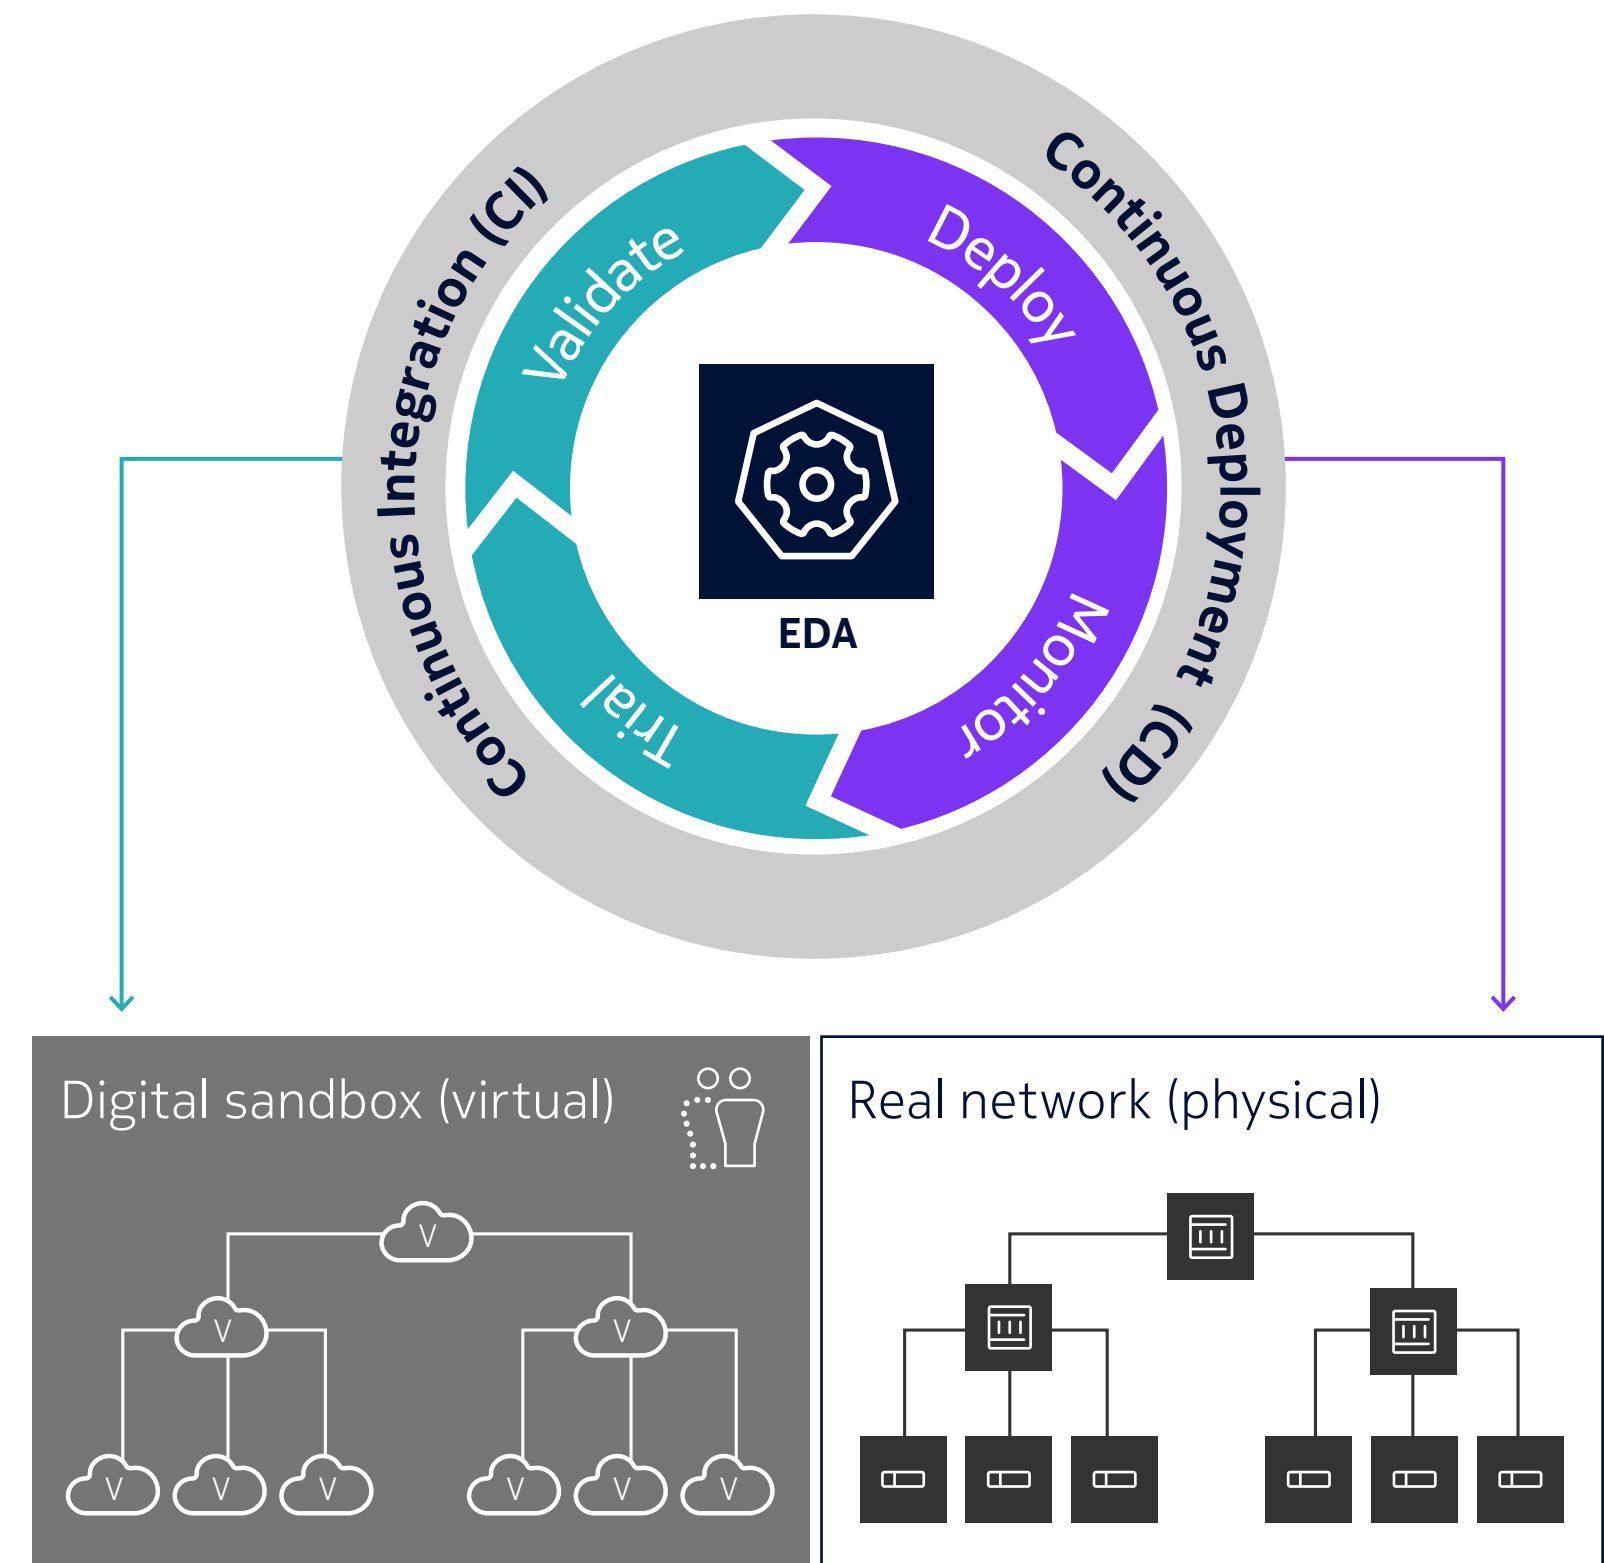 Continuous Integration (CI)
Continuous Deployment (CD)
Validate
Deploy
Monitor
Trial
EDA
Digital sandbox (virtual)
V
V
V
V
V
V
V
V
V
Real network (physical)